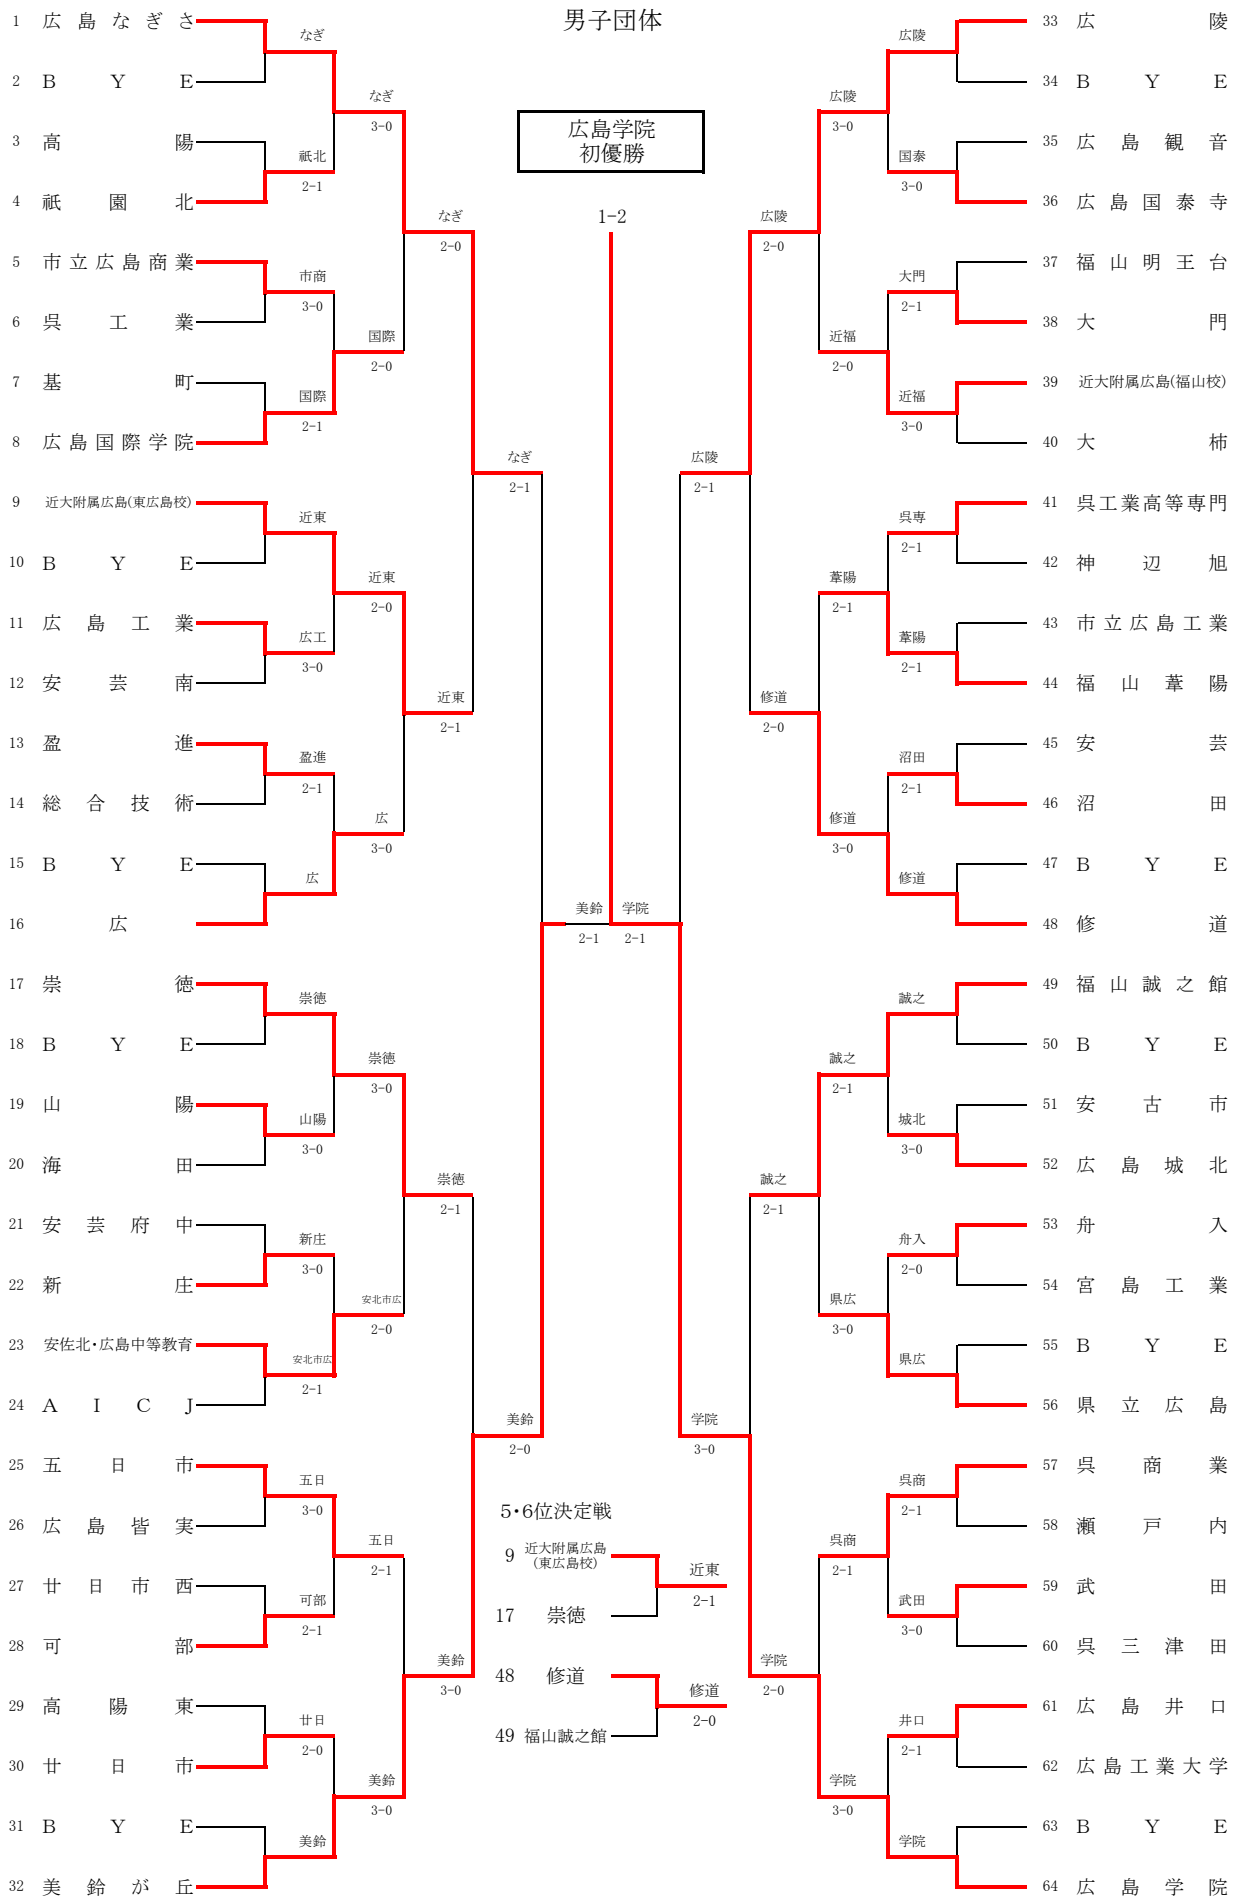 男子団体
広島学院
初優勝
1-2
1 広島なぎさ
2 BYE
3 高陽
4 祇園北
5 市立広島商業
6 呉工業
7 基町
8 広島国際学院
9 近大附属広島(東広島校)
10 BYE
11 広島工業
12 安芸南
13 盈進
14 総合技術
15 BYE
16 広
17 崇徳
18 BYE
19 山陽
20 海田
21 安芸府中
22 新庄
23 安佐北・広島中等教育
24 AICJ
25 五日市
26 広島皆実
27 廿日市西
28 可部
29 高陽東
30 廿日市
31 BYE
32 美鈴が丘
なぎ
祇北
2-1
市商
3-0
国際
2-1
近東
広工
3-0
盈進
2-1
広
崇徳
山陽
3-0
新庄
3-0
安北市広
2-1
五日
3-0
可部
2-1
廿日
2-0
美鈴
なぎ
3-0
国際
2-0
近東
2-0
広
3-0
崇徳
3-0
安北市広
2-0
五日
2-1
美鈴
3-0
なぎ
2-0
近東
2-1
崇徳
2-1
美鈴
3-0
なぎ
2-1
美鈴
2-0
美鈴
2-1
学院
2-1
広陵
2-1
学院
3-0
広陵
2-0
修道
2-0
誠之
2-1
学院
2-0
広陵
3-0
近福
2-0
葦陽
2-1
修道
3-0
誠之
2-1
県広
3-0
呉商
2-1
学院
3-0
広陵
国泰
3-0
大門
2-1
近福
3-0
呉専
2-1
葦陽
2-1
沼田
2-1
修道
誠之
城北
3-0
舟入
2-0
県広
呉商
2-1
武田
3-0
井口
2-1
学院
33 広陵
34 BYE
35 広島観音
36 広島国泰寺
37 福山明王台
38 大門
39 近大附属広島(福山校)
40 大柿
41 呉工業高等専門
42 神辺旭
43 市立広島工業
44 福山葦陽
45 安芸
46 沼田
47 BYE
48 修道
49 福山誠之館
50 BYE
51 安古市
52 広島城北
53 舟入
54 宮島工業
55 BYE
56 県立広島
57 呉商業
58 瀬戸内
59 武田
60 呉三津田
61 広島井口
62 広島工業大学
63 BYE
64 広島学院
5・6位決定戦
9 近大附属広島
(東広島校)
近東
2-1
17 崇徳
48 修道
修道
2-0
49 福山誠之館